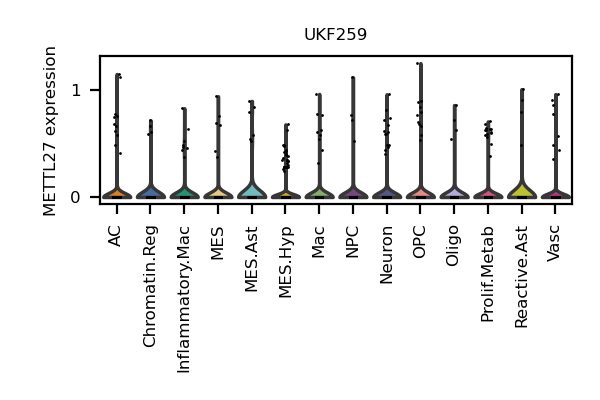 UKF259
METTL27 expression
1
0
AC
Chromatin.Reg
Inflammatory.Mac
MES
MES.Ast
MES.Hyp
Mac
NPC
Neuron
OPC
Oligo
Prolif.Metab
Reactive.Ast
Vasc